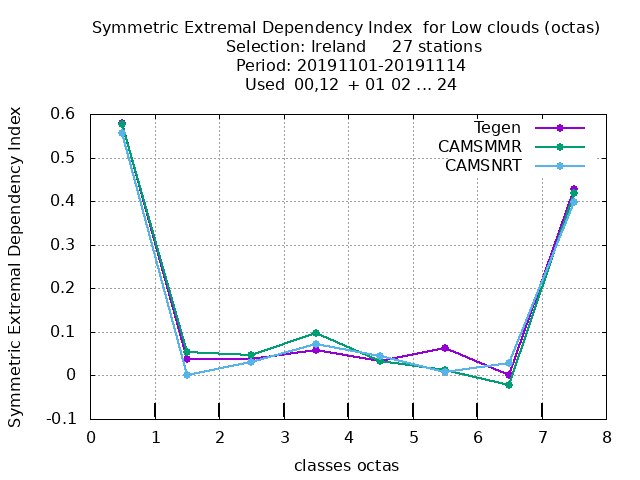 Symmetric Extremal Dependency Index  for Low clouds (octas)
Selection: Ireland     27 stations
Period: 20191101-20191114
Used  00,12  + 01 02 ... 24
Symmetric Extremal Dependency Index
0.6
0.5
0.4
0.3
0.2
0.1
0
-0.1
Tegen
CAMSMMR
CAMSNRT
0 1 2 3 4 5 6 7 8
classes octas